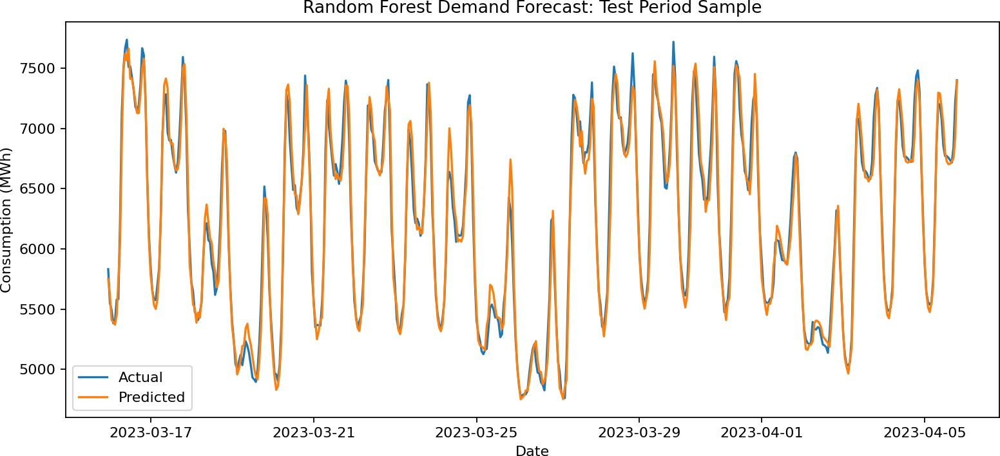 Random Forest Demand Forecast: Test Period Sample
Consumption (MWh)
7500
7000
6500
6000
5500
5000
Actual
Predicted
2023-03-17 2023-03-21 2023-03-25 2023-03-29 2023-04-01 2023-04-05
Date